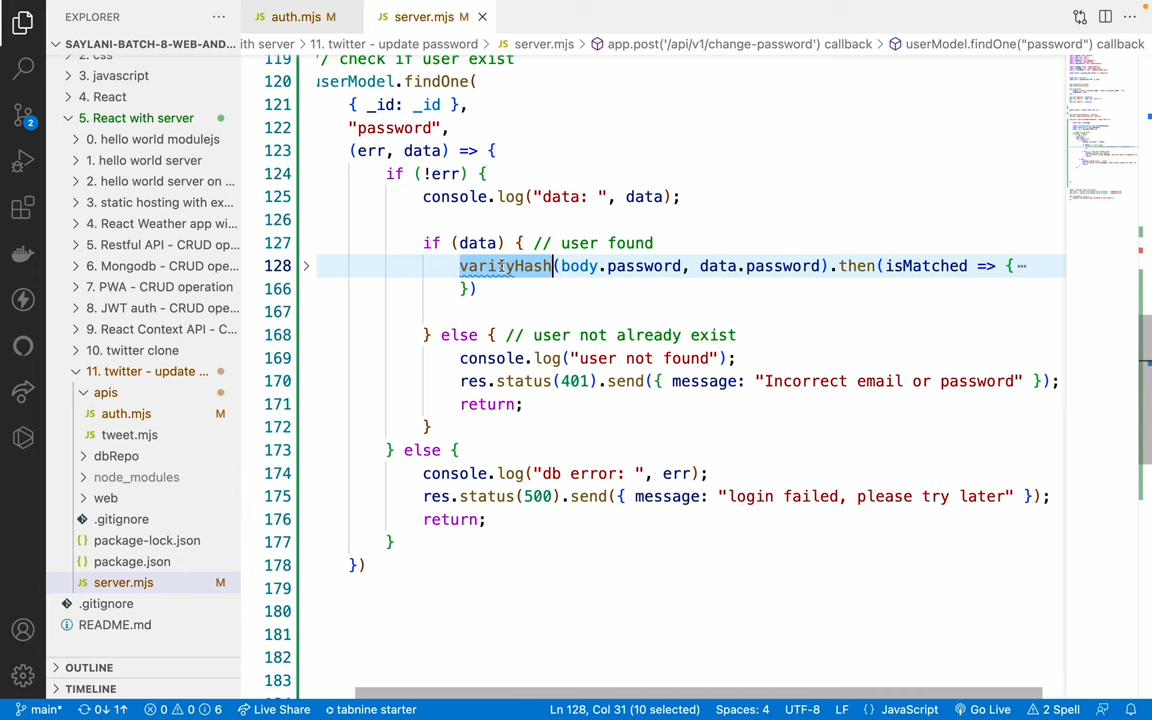 EXPLORER
auth.mjs M
server.mjs M
SAYLANI-BATCH-8-WEB-AND...
ith server > 11. twitter - update password > JS server.mjs > app.post('/api/v1/change-password') callback > userModel.findOne("password") callback
2. css
3. javascript
4. React
5. React with server
0. hello world modulejs
1. hello world server
2. hello world server on ...
3. static hosting with ex...
4. React Weather app wi...
5. Restful API - CRUD op...
6. Mongodb - CRUD ope...
7. PWA - CRUD operation
8. JWT auth - CRUD ope...
9. React Context API - C...
10. twitter clone
11. twitter - update ...
apis
JS auth.mjs M
JS tweet.mjs
dbRepo
node_modules
web
.gitignore
{} package-lock.json
{} package.json
JS server.mjs M
.gitignore
README.md
OUTLINE
TIMELINE
119 / check if user exist
120 userModel.findOne(
121 { _id: _id },
122 "password",
123 (err, data) => {
124 if (!err) {
125 console.log("data: ", data);
126
127 if (data) { // user found
128 varifyHash(body.password, data.password).then(isMatched => {…
166 })
167
168 } else { // user not already exist
169 console.log("user not found");
170 res.status(401).send({ message: "Incorrect email or password" });
171 return;
172 }
173 } else {
174 console.log("db error: ", err);
175 res.status(500).send({ message: "login failed, please try later" });
176 return;
177 }
178 })
179
180
181
182
183
2
main* 0↓ 1↑ 0 0 6 Live Share tabnine starter Ln 128, Col 31 (10 selected) Spaces: 4 UTF-8 LF {} JavaScript Go Live 2 Spell